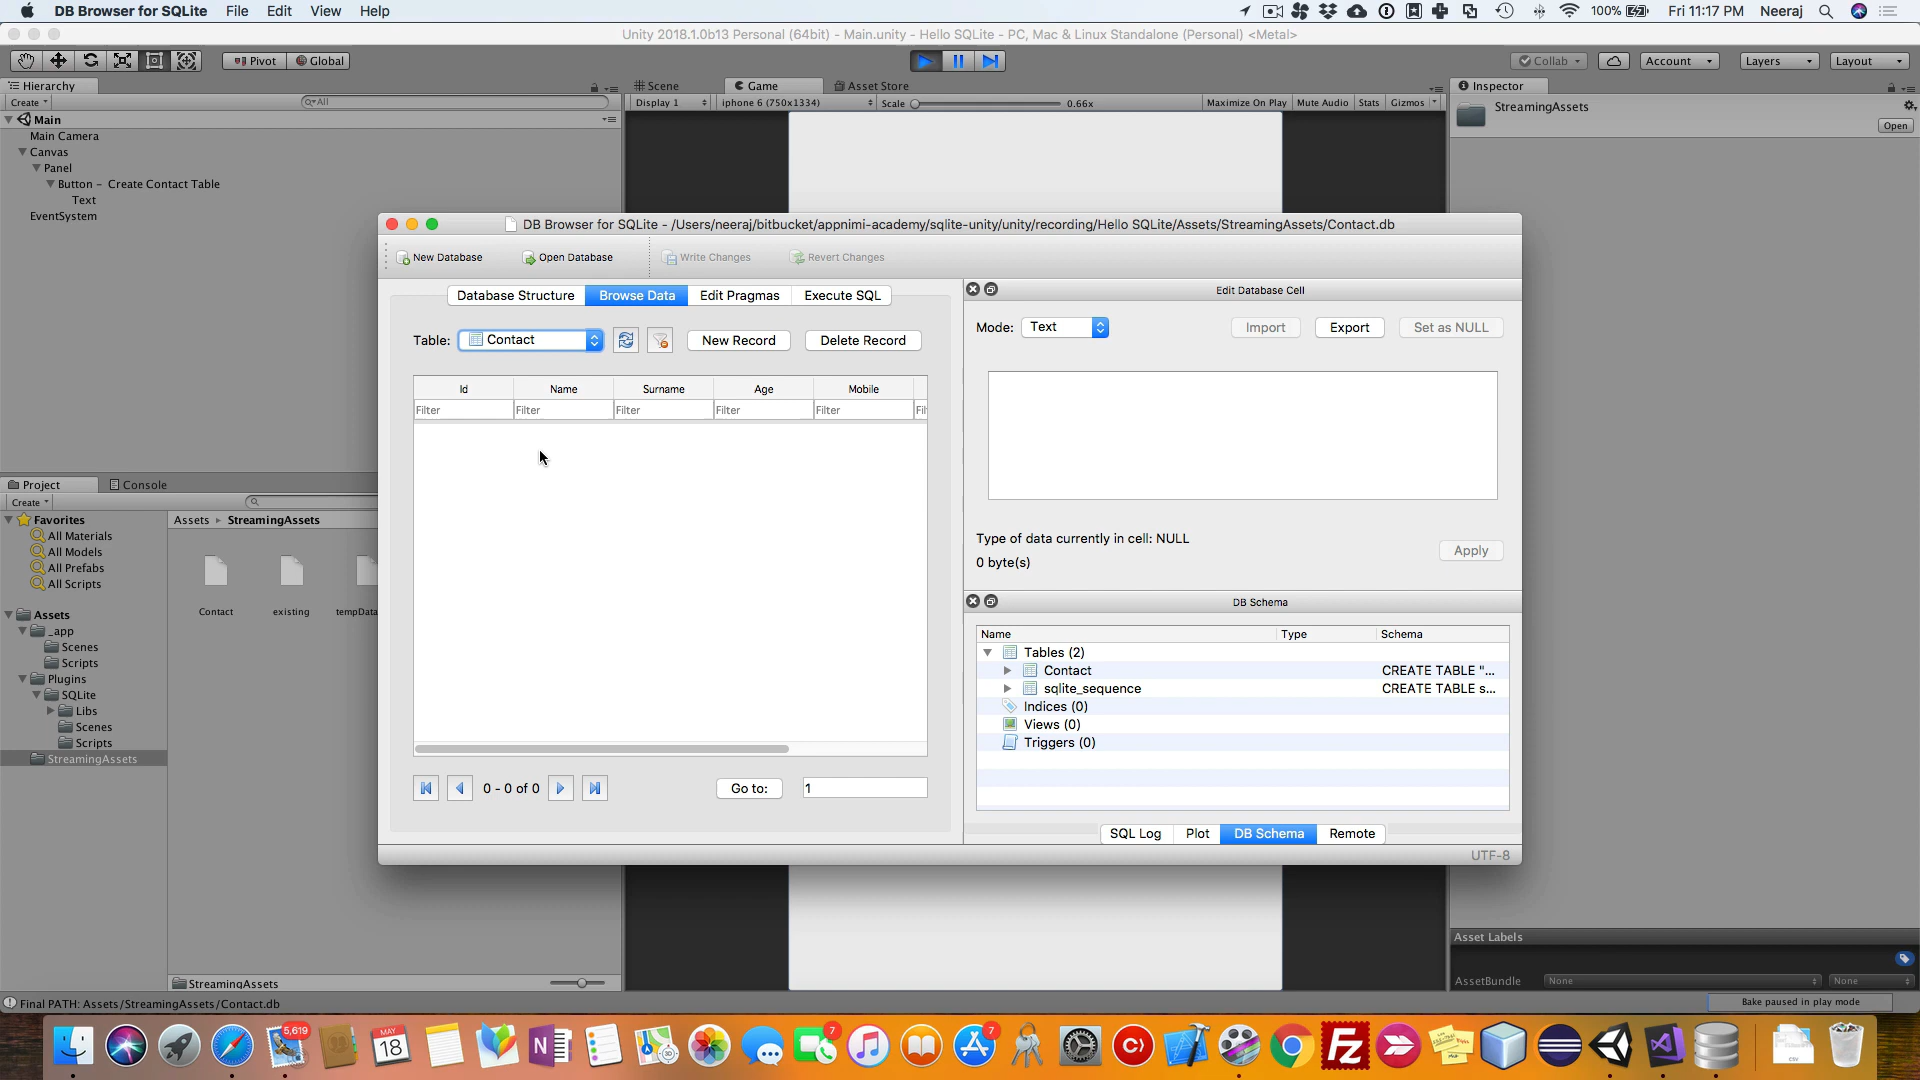 DB Browser for SQLite File Edit View Help 100% Fri 11:17 PM Neeraj
Unity 2018.1.0b13 Personal (64bit) - Main.unity - Hello SQLite - PC, Mac & Linux Standalone (Personal) <Metal>
Pivot Global Collab Account Layers Layout
Hierarchy Scene Game Asset Store Inspector
Create All Display 1 iphone 6 (750x1334) Scale 0.66x Maximize On Play Mute Audio Stats Gizmos StreamingAssets
Main Open
Main Camera
Canvas
Panel
Button - Create Contact Table
Text
EventSystem
DB Browser for SQLite - /Users/neeraj/bitbucket/appnimi-academy/sqlite-unity/unity/recording/Hello SQLite/Assets/StreamingAssets/Contact.db
New Database Open Database Write Changes Revert Changes
Database Structure Browse Data Edit Pragmas Execute SQL
Table: Contact New Record Delete Record
Id Name Surname Age Mobile
Filter Filter Filter Filter Filter Fil
0 - 0 of 0 Go to: 1
Edit Database Cell
Mode: Text Import Export Set as NULL
Type of data currently in cell: NULL
0 byte(s)
Apply
DB Schema
Name Type Schema
Tables (2)
Contact CREATE TABLE "...
sqlite_sequence CREATE TABLE s...
Indices (0)
Views (0)
Triggers (0)
SQL Log Plot DB Schema Remote
UTF-8
Project Console
Create
Favorites
All Materials
All Models
All Prefabs
All Scripts
Assets
_app
Scenes
Scripts
Plugins
SQLite
Libs
Scenes
Scripts
StreamingAssets
Assets StreamingAssets
Contact existing tempData
StreamingAssets
Asset Labels
AssetBundle None None
Final PATH: Assets/StreamingAssets/Contact.db
Bake paused in play mode
5,619 MAY 18 7 7